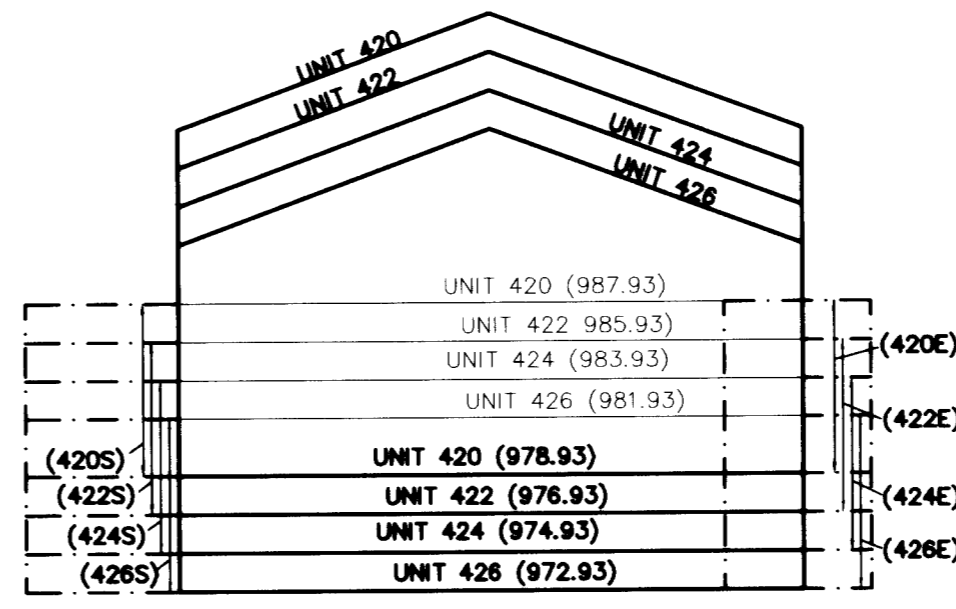 UNIT 420
UNIT 422
UNIT 424
UNIT 426
UNIT 420 (987.93)
UNIT 422 985.93)
UNIT 424 (983.93)
(420E)
UNIT 426 (981.93)
(422E)
(420S)
UNIT 420 (978.93)
(422S)
UNIT 422 (976.93)
(424E)
(424S)
UNIT 424 (974.93)
(426E)
(426S)
UNIT 426 (972.93)